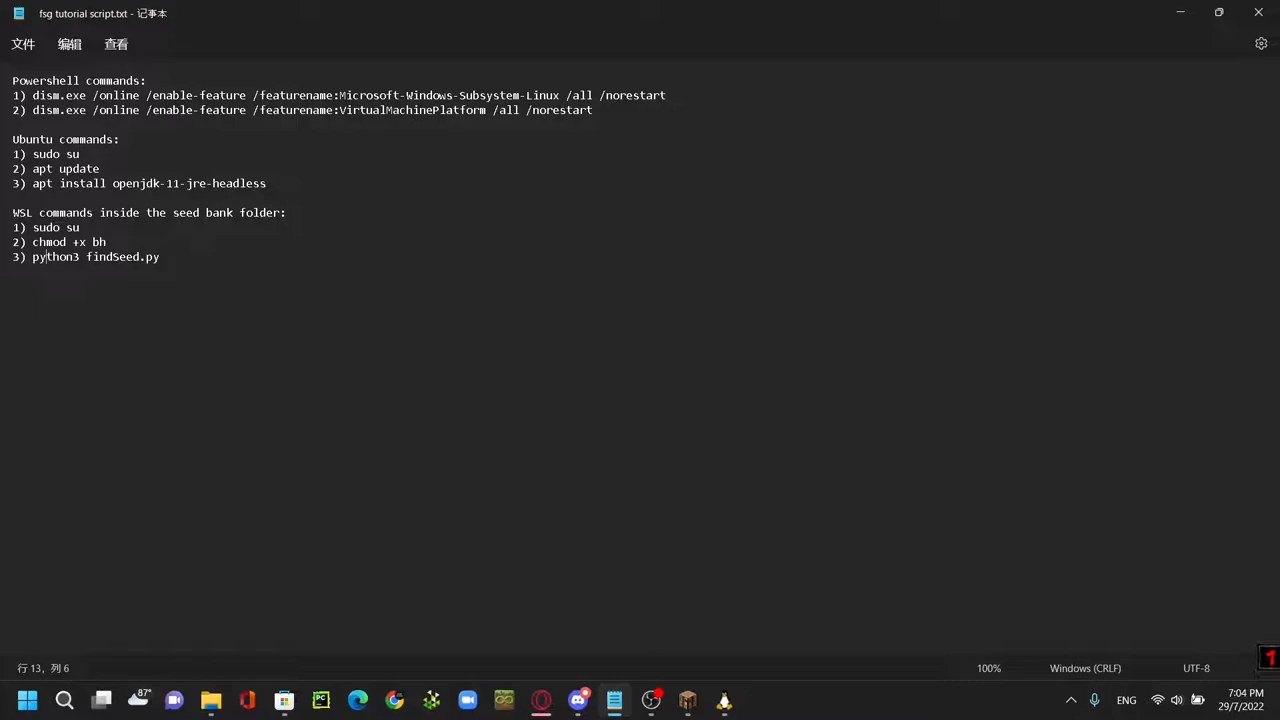 fsg tutorial script.txt - 记事本
文件 编辑 查看
Powershell commands:
1) dism.exe /online /enable-feature /featurename:Microsoft-Windows-Subsystem-Linux /all /norestart
2) dism.exe /online /enable-feature /featurename:VirtualMachinePlatform /all /norestart
Ubuntu commands:
1) sudo su
2) apt update
3) apt install openjdk-11-jre-headless
WSL commands inside the seed bank folder:
1) sudo su
2) chmod +x bh
3) python3 findSeed.py
行 13, 列 6 100% Windows (CRLF) UTF-8
1
87° PC ENG 7:04 PM
29/7/2022